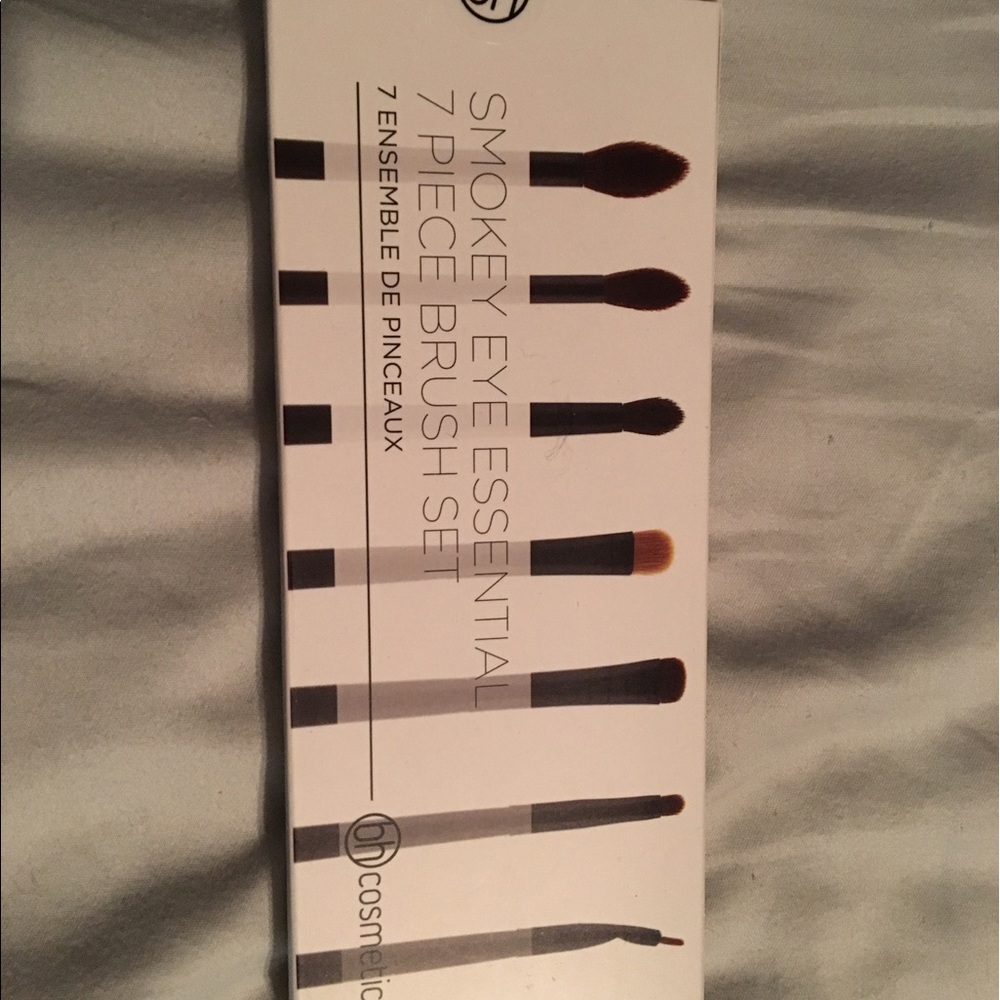 SMOKEY EYE ESSENTIAL
7 PIECE BRUSH SET
7 ENSEMBLE DE PINCEAUX
bh cosmetic